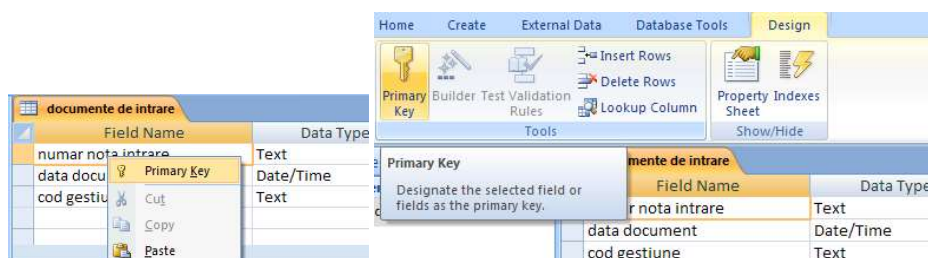 documente de intrare
Field Name Data Type
numar nota intrare Text
data docu Date/Time
cod gestiu Text
Primary Key
Cut
Copy
Paste
Home Create External Data Database Tools Design
Primary Key
Builder
Test Validation Rules
Insert Rows
Delete Rows
Lookup Column
Tools
Property Sheet
Indexes
Show/Hide
Primary Key
Designate the selected field or
fields as the primary key.
mente de intrare
Field Name Data Type
r nota intrare Text
data document Date/Time
cod gestiune Text